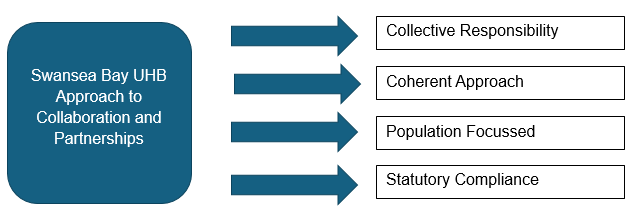 Swansea Bay UHB
Approach to
Collaboration and
Partnerships
Collective Responsibility
Coherent Approach
Population Focussed
Statutory Compliance